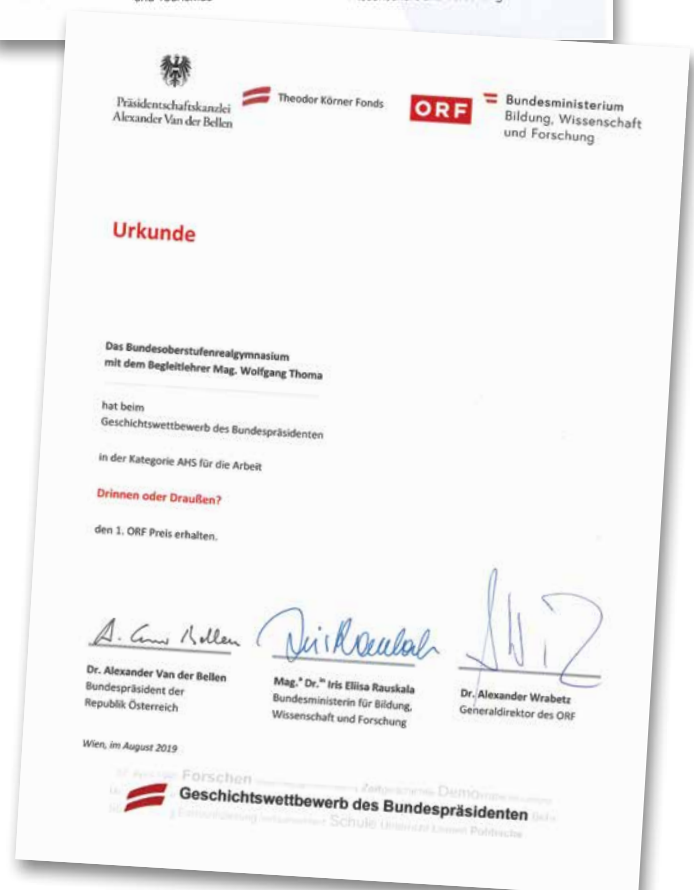 Präsidentschaftskanzlei
Alexander Van der Bellen
Theodor Körner Fonds
ORF
Bundesministerium
Bildung, Wissenschaft
und Forschung
Urkunde
Das Bundesoberstufenrealgymnasium
mit dem Begleitlehrer Mag. Wolfgang Thoma
hat beim
Geschichtswettbewerb des Bundespräsidenten
in der Kategorie AHS für die Arbeit
Drinnen oder Draußen?
den 1. ORF Preis erhalten.
Dr. Alexander Van der Bellen
Bundespräsident der
Republik Österreich
Mag.ª Dr.ⁱⁿ Iris Eliisa Rauskala
Bundesministerin für Bildung,
Wissenschaft und Forschung
Dr. Alexander Wrabetz
Generaldirektor des ORF
Wien, im August 2019
Forschen
Geschichtswettbewerb des Bundespräsidenten
Schule